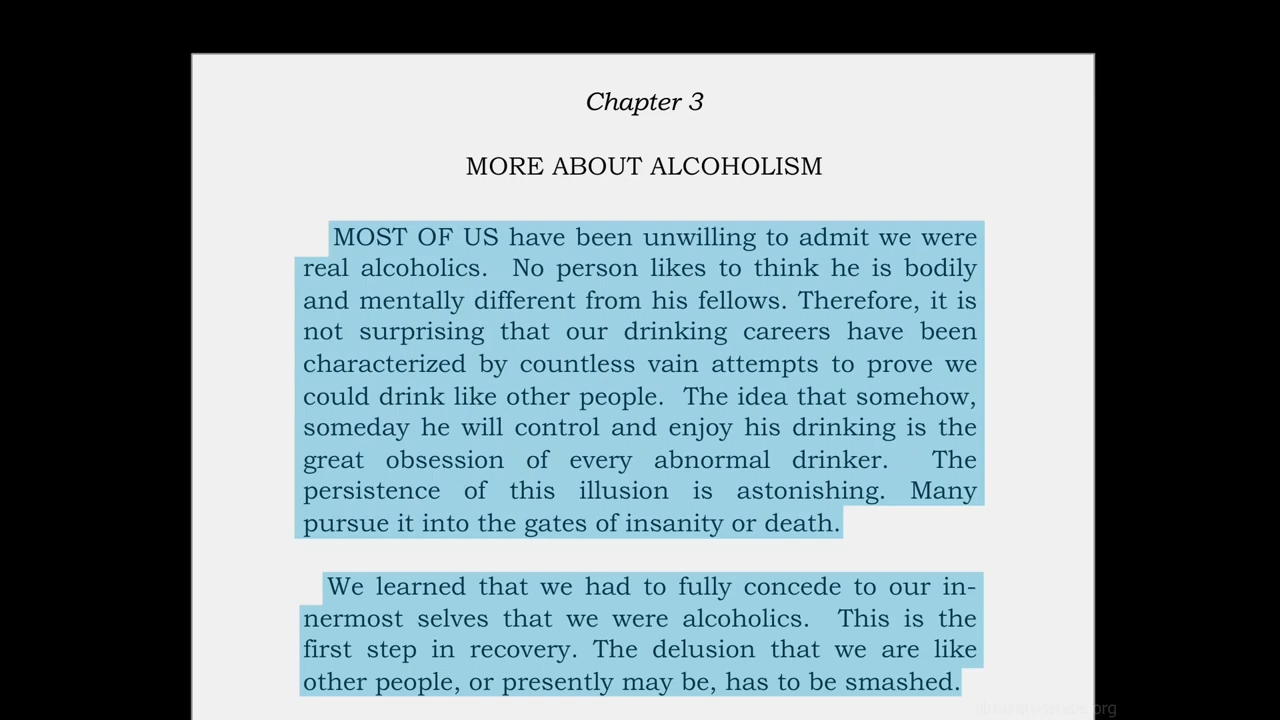 Chapter 3
MORE ABOUT ALCOHOLISM
MOST OF US have been unwilling to admit we were
real alcoholics. No person likes to think he is bodily
and mentally different from his fellows. Therefore, it is
not surprising that our drinking careers have been
characterized by countless vain attempts to prove we
could drink like other people. The idea that somehow,
someday he will control and enjoy his drinking is the
great obsession of every abnormal drinker. The
persistence of this illusion is astonishing. Many
pursue it into the gates of insanity or death.
We learned that we had to fully concede to our in-
nermost selves that we were alcoholics. This is the
first step in recovery. The delusion that we are like
other people, or presently may be, has to be smashed.